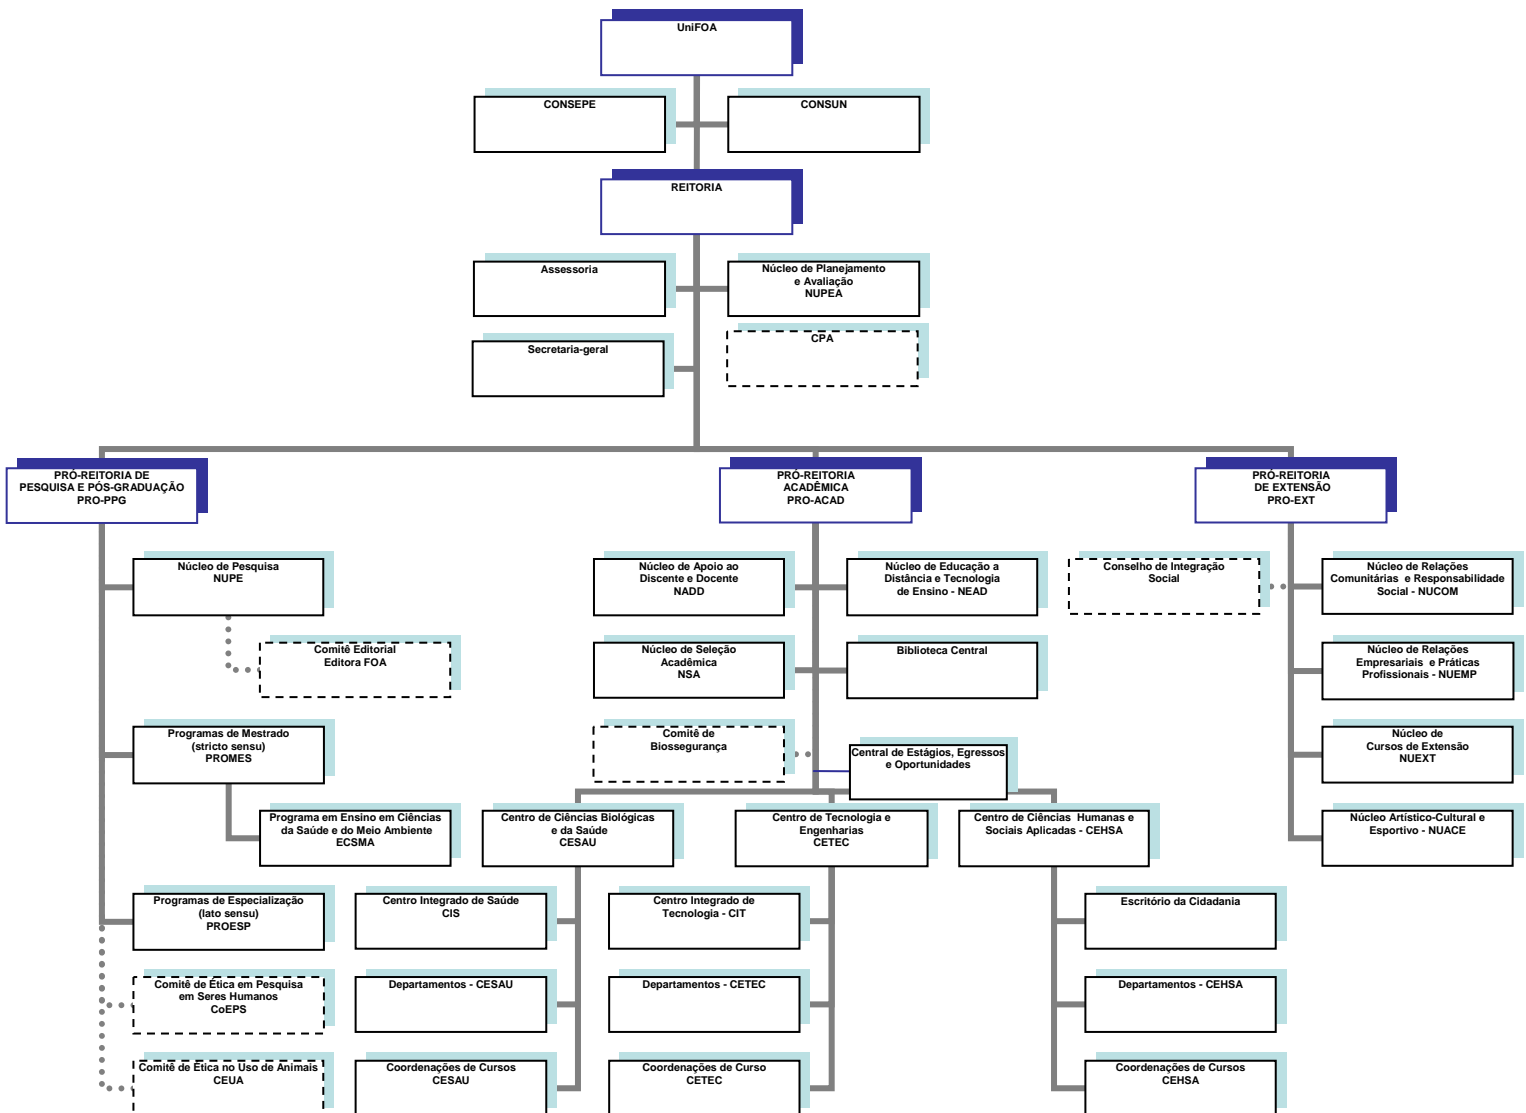 UniFOA
CONSEPE
CONSUN
REITORIA
Assessoria
Núcleo de Planejamento
e Avaliação
NUPEA
Secretaria-geral
CPA
PRÓ-REITORIA DE
PESQUISA E PÓS-GRADUAÇÃO
PRO-PPG
PRÓ-REITORIA
ACADÊMICA
PRO-ACAD
PRÓ-REITORIA
DE EXTENSÃO
PRO-EXT
Núcleo de Pesquisa
NUPE
Núcleo de Apoio ao
Discente e Docente
NADD
Núcleo de Educação a
Distância e Tecnologia
de Ensino - NEAD
Conselho de Integração
Social
Núcleo de Relações
Comunitárias e Responsabilidade
Social - NUCOM
Comitê Editorial
Editora FOA
Núcleo de Seleção
Acadêmica
NSA
Biblioteca Central
Núcleo de Relações
Empresariais e Práticas
Profissionais - NUEMP
Programas de Mestrado
(stricto sensu)
PROMES
Comitê de
Biossegurança
Central de Estágios, Egressos
e Oportunidades
Núcleo de
Cursos de Extensão
NUEXT
Programa em Ensino em Ciências
da Saúde e do Meio Ambiente
ECSMA
Centro de Ciências Biológicas
e da Saúde
CESAU
Centro de Tecnologia e
Engenharias
CETEC
Centro de Ciências Humanas e
Sociais Aplicadas - CEHSA
Núcleo Artístico-Cultural e
Esportivo - NUACE
Programas de Especialização
(lato sensu)
PROESP
Centro Integrado de Saúde
CIS
Centro Integrado de
Tecnologia - CIT
Escritório da Cidadania
Comitê de Ética em Pesquisa
em Seres Humanos
CoEPS
Departamentos - CESAU
Departamentos - CETEC
Departamentos - CEHSA
Comitê de Ética no Uso de Animais
CEUA
Coordenações de Cursos
CESAU
Coordenações de Curso
CETEC
Coordenações de Cursos
CEHSA